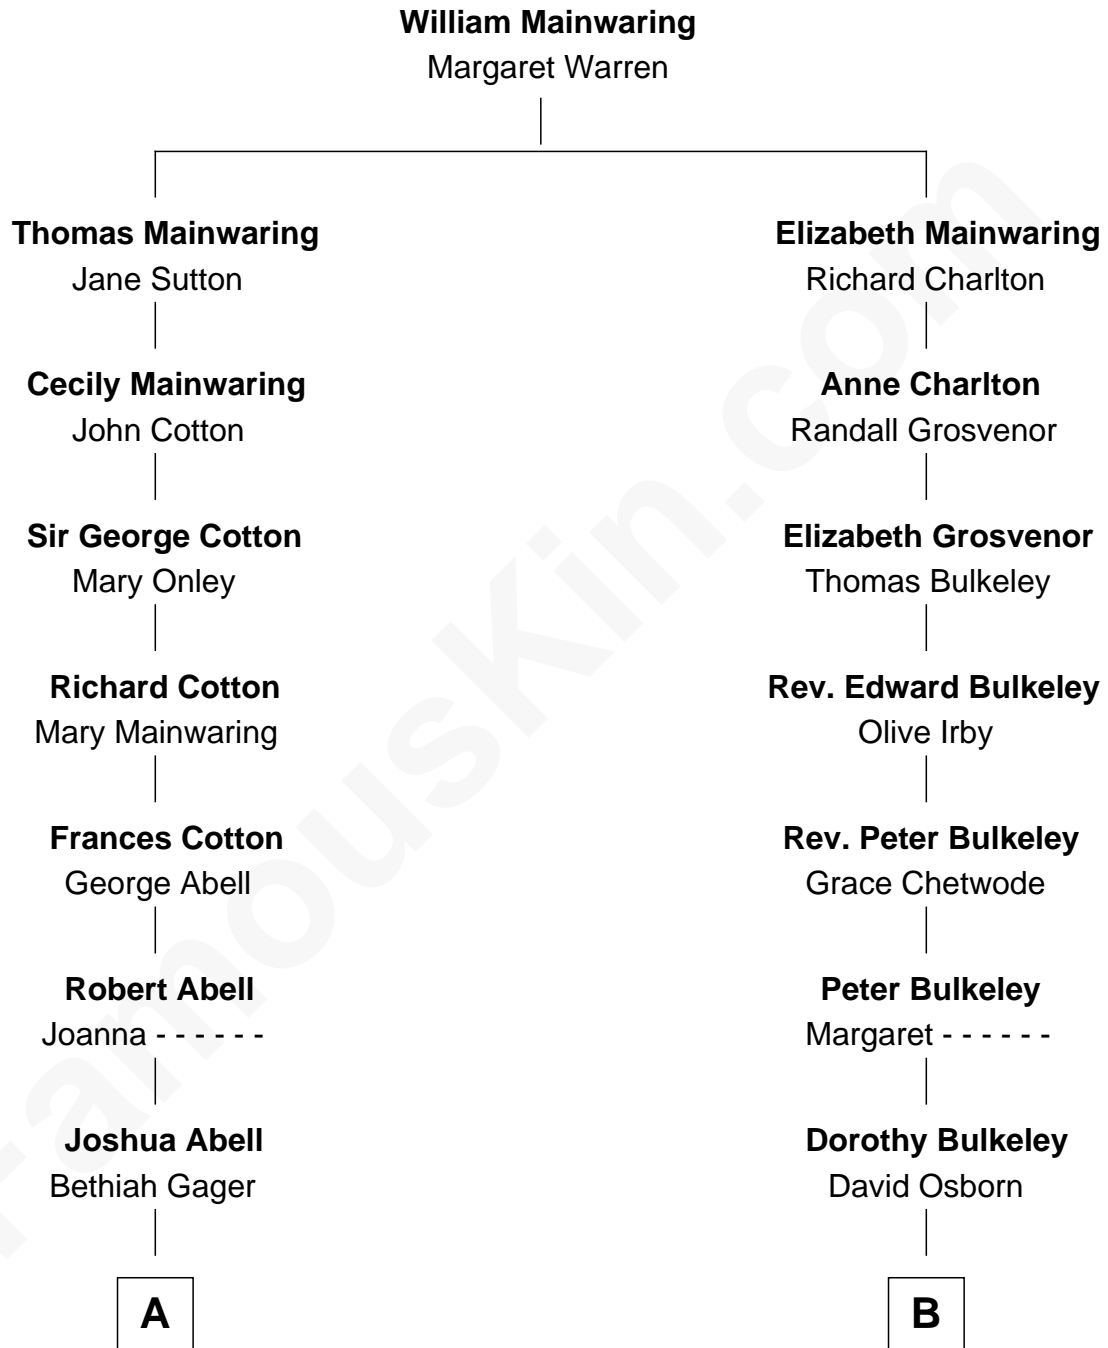 William Mainwaring
Margaret Warren
Thomas Mainwaring
Jane Sutton
Elizabeth Mainwaring
Richard Charlton
Cecily Mainwaring
John Cotton
Anne Charlton
Randall Grosvenor
Sir George Cotton
Mary Onley
Elizabeth Grosvenor
Thomas Bulkeley
Richard Cotton
Mary Mainwaring
Rev. Edward Bulkeley
Olive Irby
Frances Cotton
George Abell
Rev. Peter Bulkeley
Grace Chetwode
Robert Abell
Joanna - - - - - -
Peter Bulkeley
Margaret - - - - - -
Joshua Abell
Bethiah Gager
Dorothy Bulkeley
David Osborn
A
B
FamousKin.com